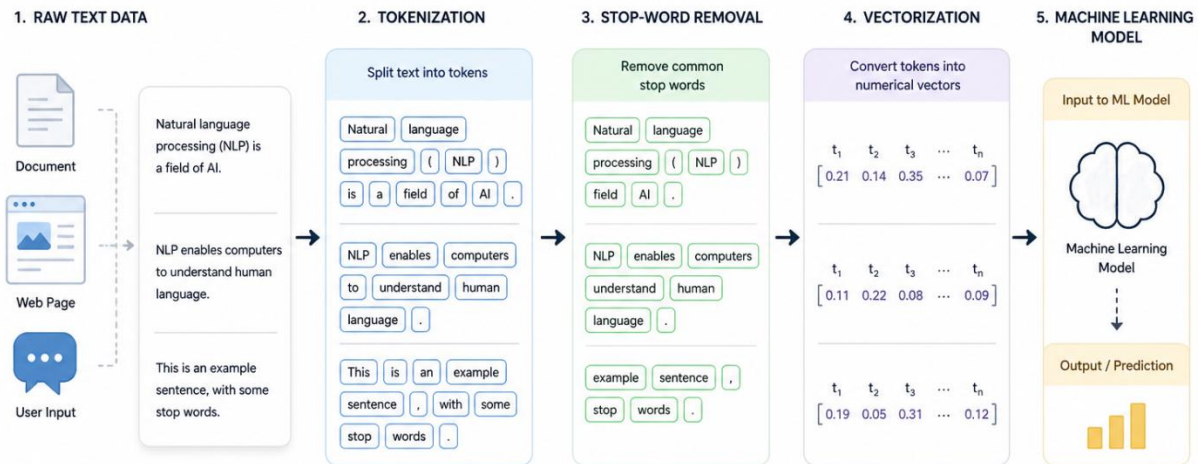 1. RAW TEXT DATA
Document
Web Page
User Input
Natural language
processing (NLP) is
a field of AI.
NLP enables computers
to understand human
language.
This is an example
sentence, with some
stop words.
2. TOKENIZATION
Split text into tokens
Natural language
processing ( NLP )
is a field of AI .
NLP enables computers
to understand human
language .
This is an example
sentence , with some
stop words .
3. STOP-WORD REMOVAL
Remove common
stop words
Natural language
processing ( NLP )
field AI .
NLP enables computers
understand human
language .
example sentence ,
stop words .
4. VECTORIZATION
Convert tokens into
numerical vectors
t₁ t₂ t₃ ⋯ tₙ
[ 0.21 0.14 0.35 ⋯ 0.07 ]
t₁ t₂ t₃ ⋯ tₙ
[ 0.11 0.22 0.08 ⋯ 0.09 ]
t₁ t₂ t₃ ⋯ tₙ
[ 0.19 0.05 0.31 ⋯ 0.12 ]
5. MACHINE LEARNING
MODEL
Input to ML Model
Machine Learning
Model
Output / Prediction